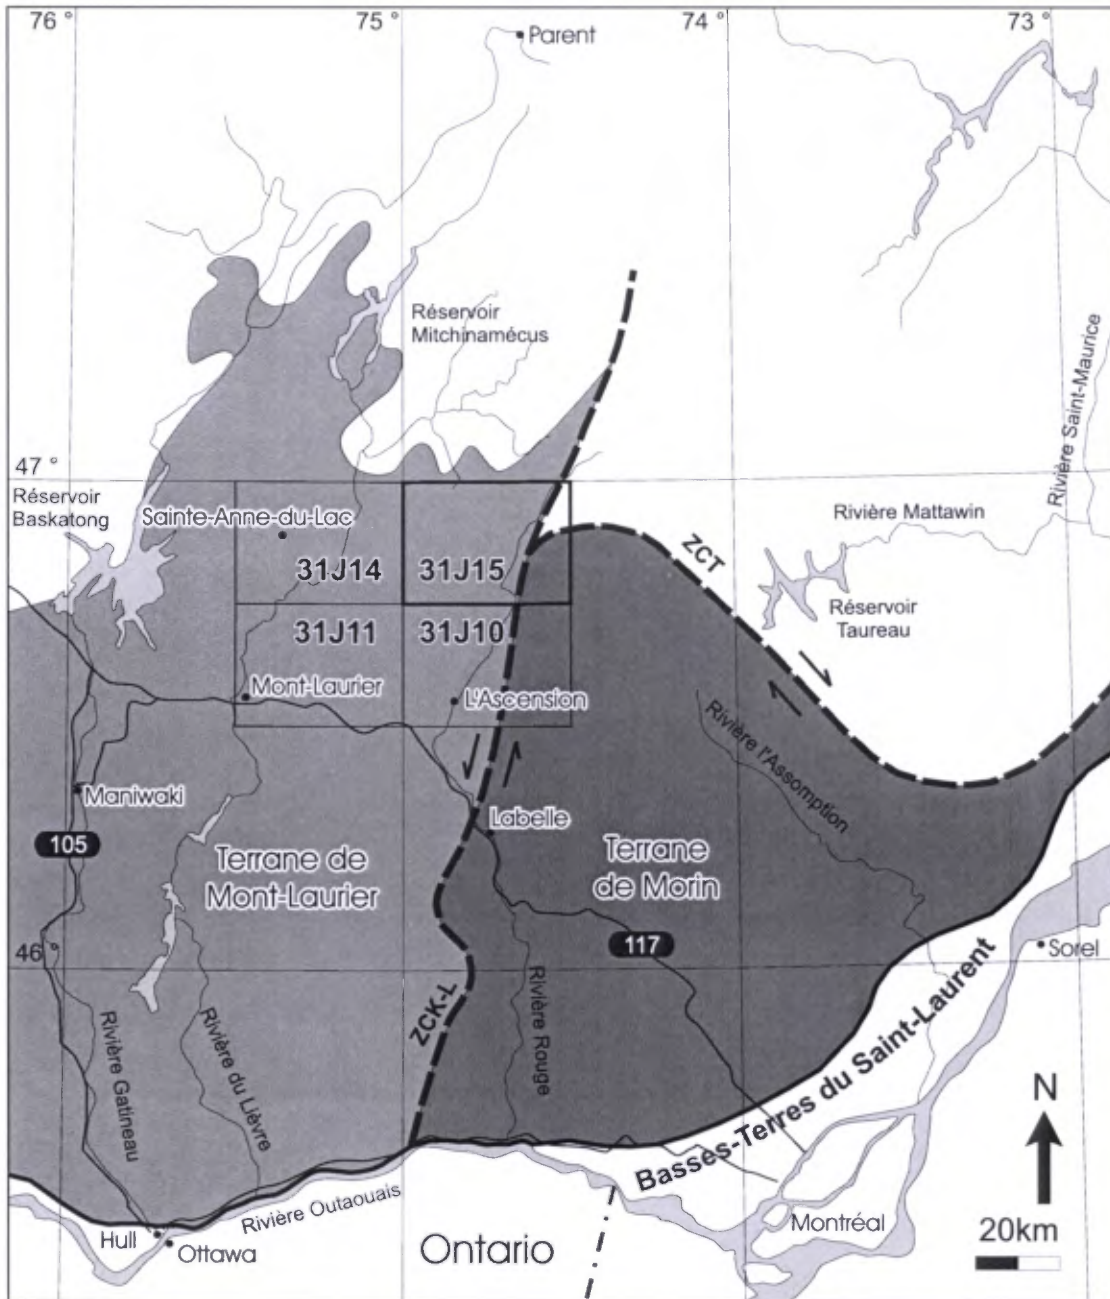 76 °
75 °
74 °
73 °
Parent
Réservoir
Mitchinamécus
Rivière Saint-Maurice
47 °
Réservoir
Baskatong
Sainte-Anne-du-Lac
Rivière Mattawin
ZCT
31J14
31J15
Réservoir
Taureau
31J11
31J10
Mont-Laurier
L'Ascension
Rivière l'Assomption
Maniwaki
Labelle
105
Terrane de
Mont-Laurier
Terrane
de Morin
117
46
Sorel
ZCK-L
Rivière Rouge
Rivière Gatineau
Rivière du Lièvre
Basses-Terres du Saint-Laurent
N
Rivière Outaouais
Montréal
20km
Hull
Ottawa
Ontario